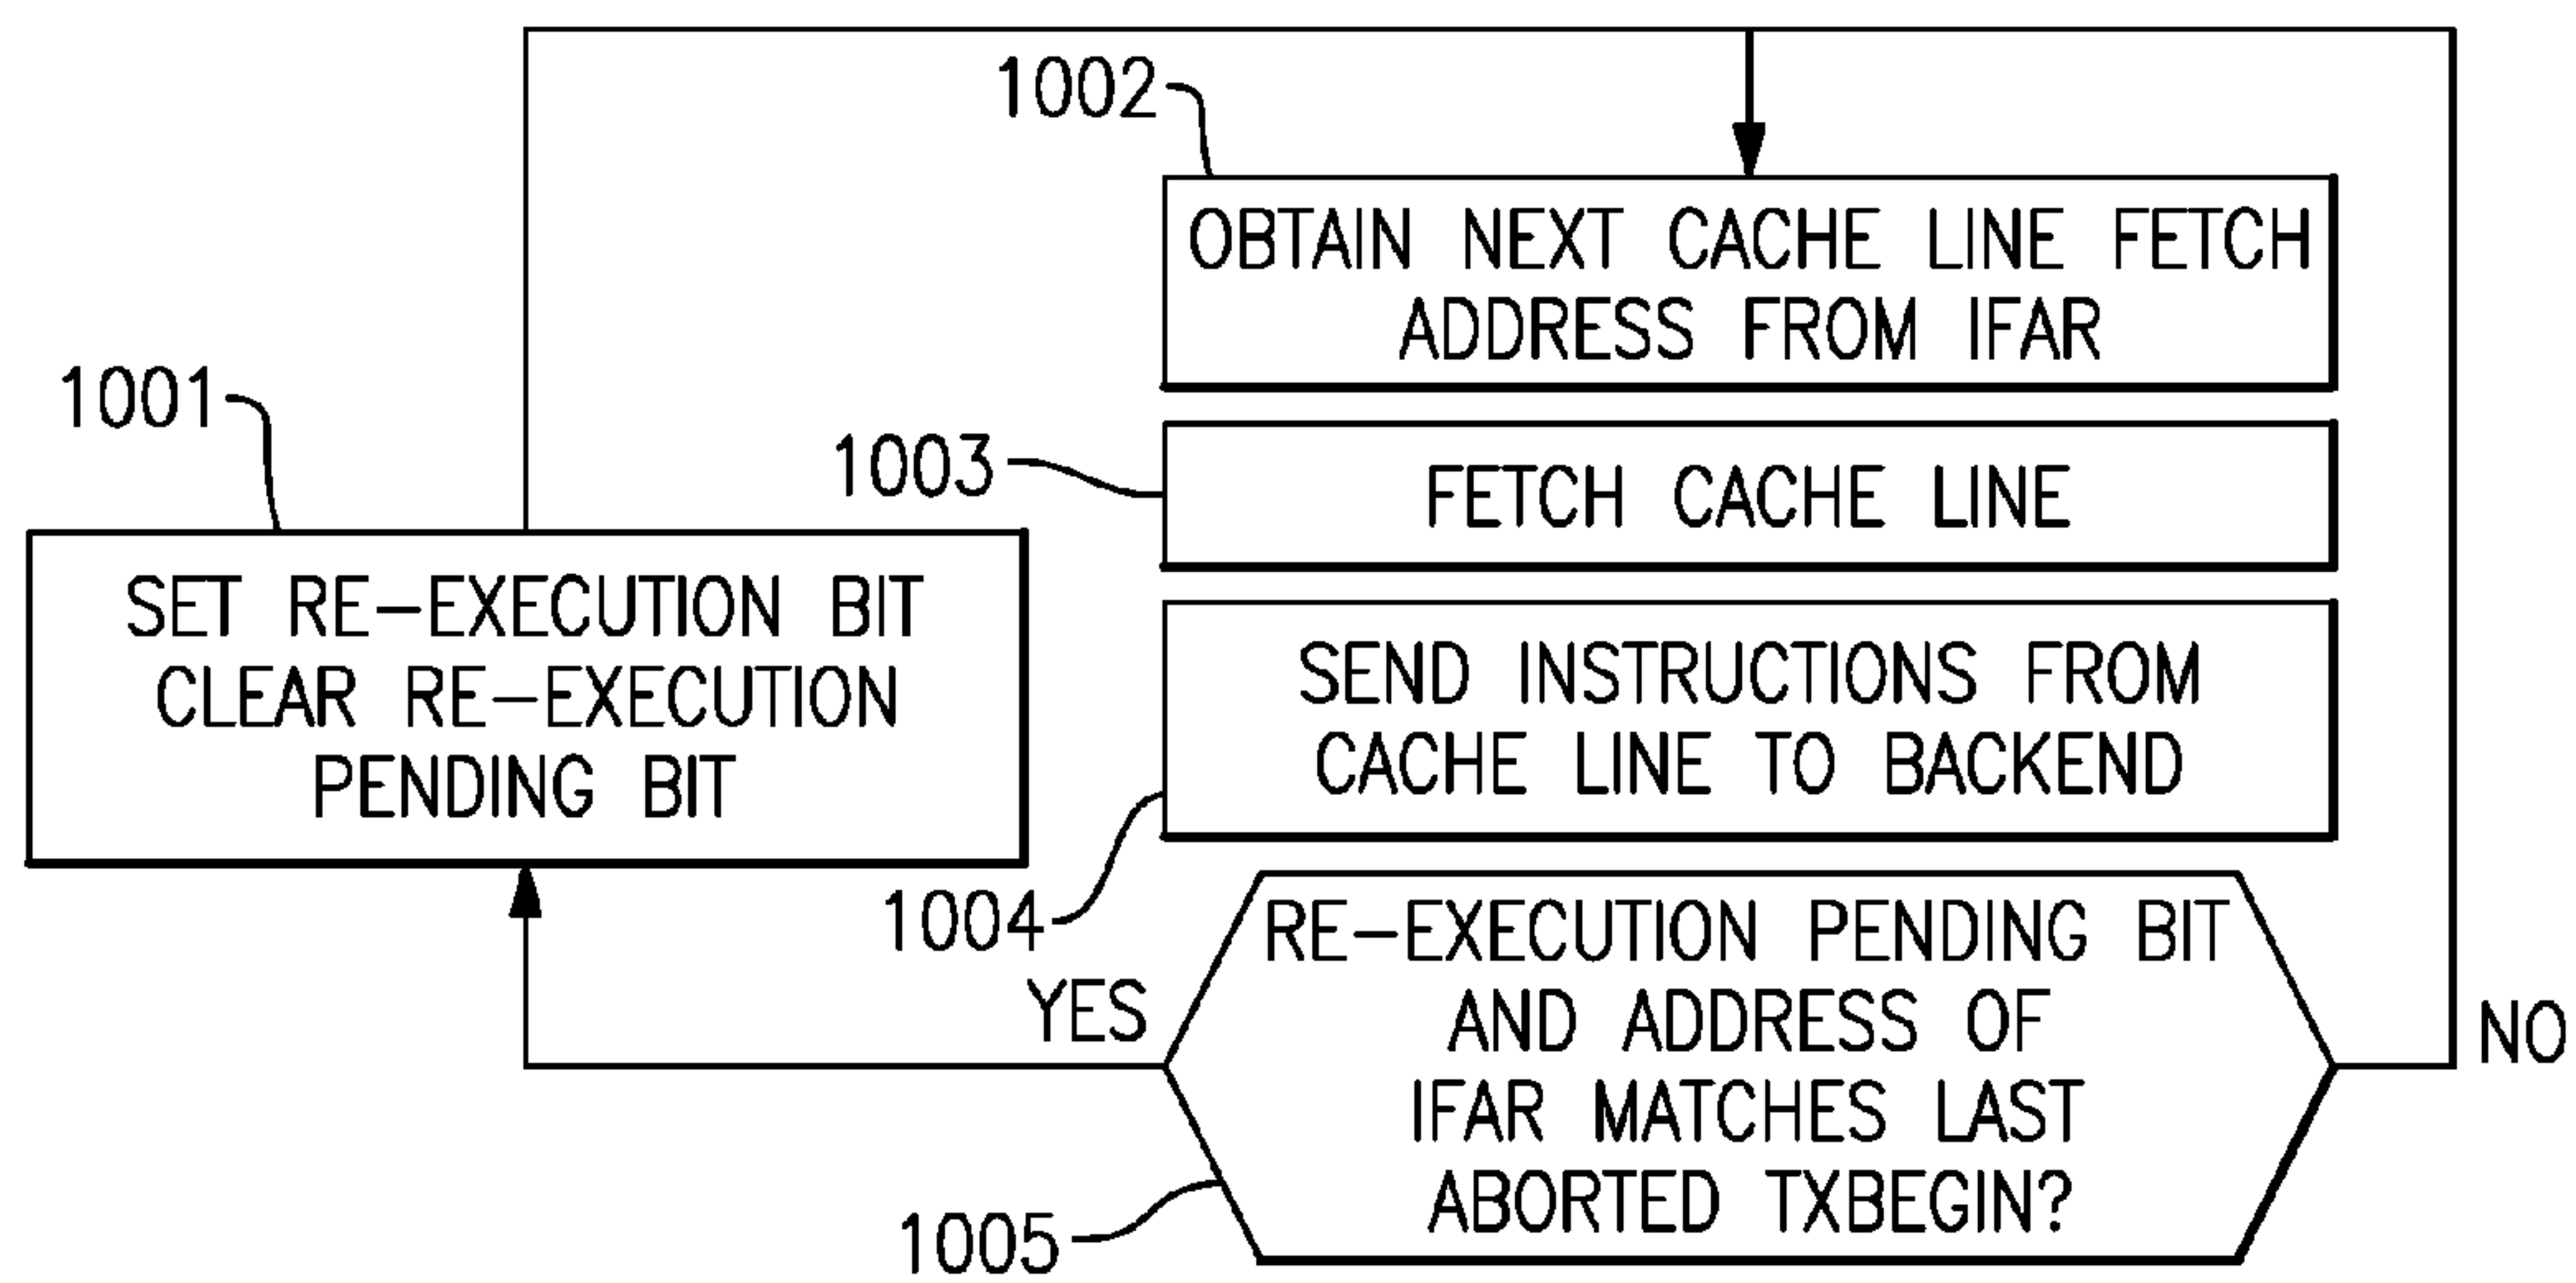 1002
OBTAIN NEXT CACHE LINE FETCH
ADDRESS FROM IFAR
1001
1003
FETCH CACHE LINE
SET RE-EXECUTION BIT
CLEAR RE-EXECUTION
PENDING BIT
SEND INSTRUCTIONS FROM
CACHE LINE TO BACKEND
1004
RE-EXECUTION PENDING BIT
AND ADDRESS OF
IFAR MATCHES LAST
ABORTED TXBEGIN?
YES
NO
1005